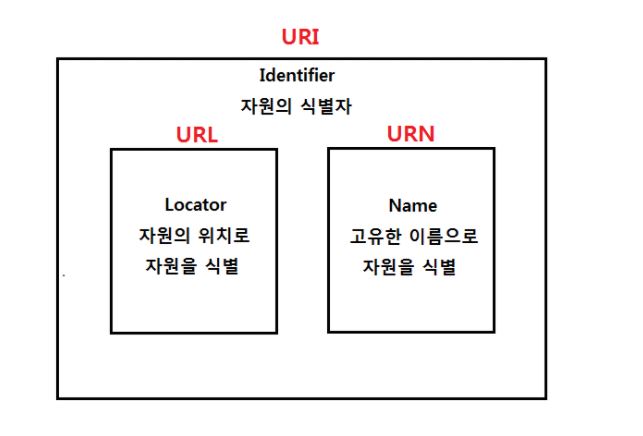 URI
Identifier
자원의 식별자
URL
Locator
자원의 위치로
자원을 식별
URN
Name
고유한 이름으로
자원을 식별